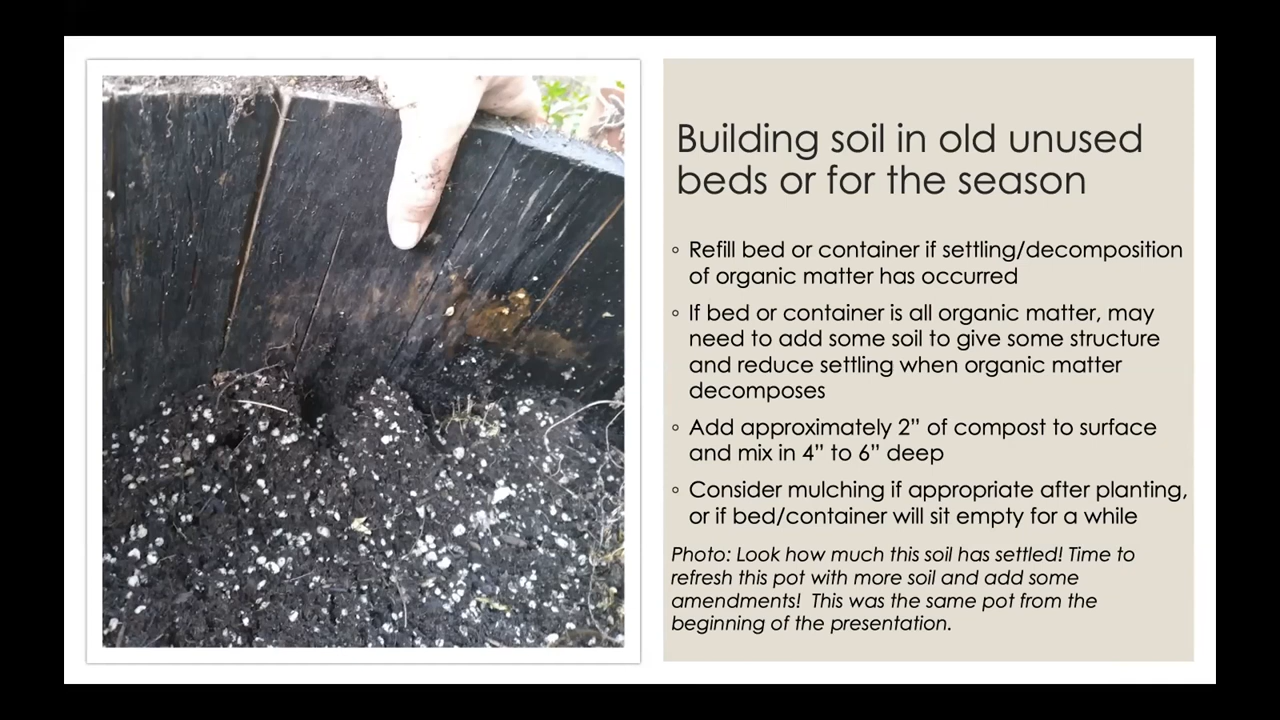 Building soil in old unused
beds or for the season
◦ Refill bed or container if settling/decomposition
of organic matter has occurred
◦ If bed or container is all organic matter, may
need to add some soil to give some structure
and reduce settling when organic matter
decomposes
◦ Add approximately 2” of compost to surface
and mix in 4” to 6” deep
◦ Consider mulching if appropriate after planting,
or if bed/container will sit empty for a while
Photo: Look how much this soil has settled! Time to
refresh this pot with more soil and add some
amendments!  This was the same pot from the
beginning of the presentation.